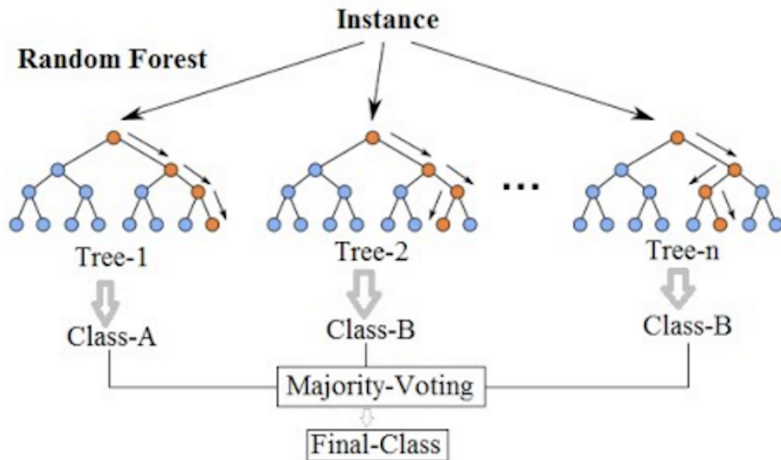 Instance
Random Forest
...
Tree-1
Tree-2
Tree-n
Class-A
Class-B
Class-B
Majority-Voting
Final-Class